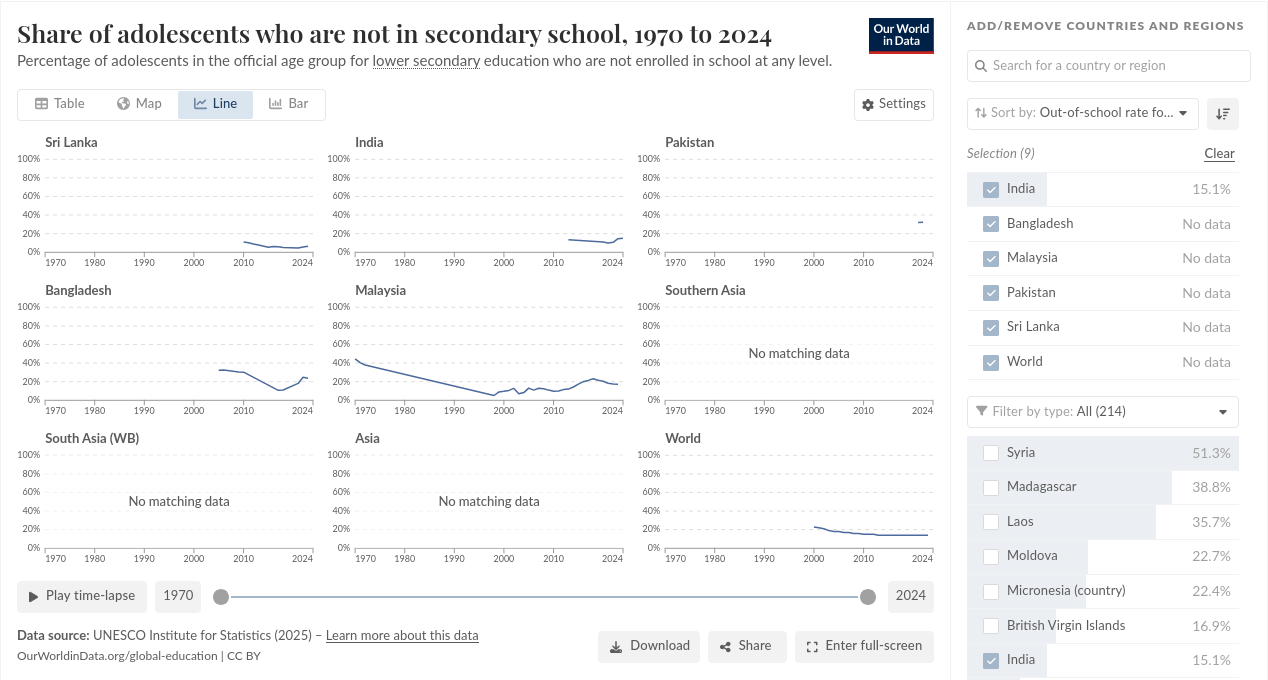 Share of adolescents who are not in secondary school, 1970 to 2024
Percentage of adolescents in the official age group for lower secondary education who are not enrolled in school at any level.
Our World
in Data
Table Map Line Bar
Settings
Sri Lanka
100%
80%
60%
40%
20%
0%
1970 1980 1990 2000 2010 2024
India
100%
80%
60%
40%
20%
0%
1970 1980 1990 2000 2010 2024
Pakistan
100%
80%
60%
40%
20%
0%
1970 1980 1990 2000 2010 2024
Bangladesh
100%
80%
60%
40%
20%
0%
1970 1980 1990 2000 2010 2024
Malaysia
100%
80%
60%
40%
20%
0%
1970 1980 1990 2000 2010 2024
Southern Asia
100%
80%
60%
40%
20%
0%
No matching data
1970 1980 1990 2000 2010 2024
South Asia (WB)
100%
80%
60%
40%
20%
0%
No matching data
1970 1980 1990 2000 2010 2024
Asia
100%
80%
60%
40%
20%
0%
No matching data
1970 1980 1990 2000 2010 2024
World
100%
80%
60%
40%
20%
0%
1970 1980 1990 2000 2010 2024
Play time-lapse 1970 2024
Data source: UNESCO Institute for Statistics (2025) – Learn more about this data
OurWorldinData.org/global-education | CC BY
Download Share Enter full-screen
ADD/REMOVE COUNTRIES AND REGIONS
Search for a country or region
Sort by: Out-of-school rate fo...
Selection (9) Clear
India 15.1%
Bangladesh No data
Malaysia No data
Pakistan No data
Sri Lanka No data
World No data
Filter by type: All (214)
Syria 51.3%
Madagascar 38.8%
Laos 35.7%
Moldova 22.7%
Micronesia (country) 22.4%
British Virgin Islands 16.9%
India 15.1%